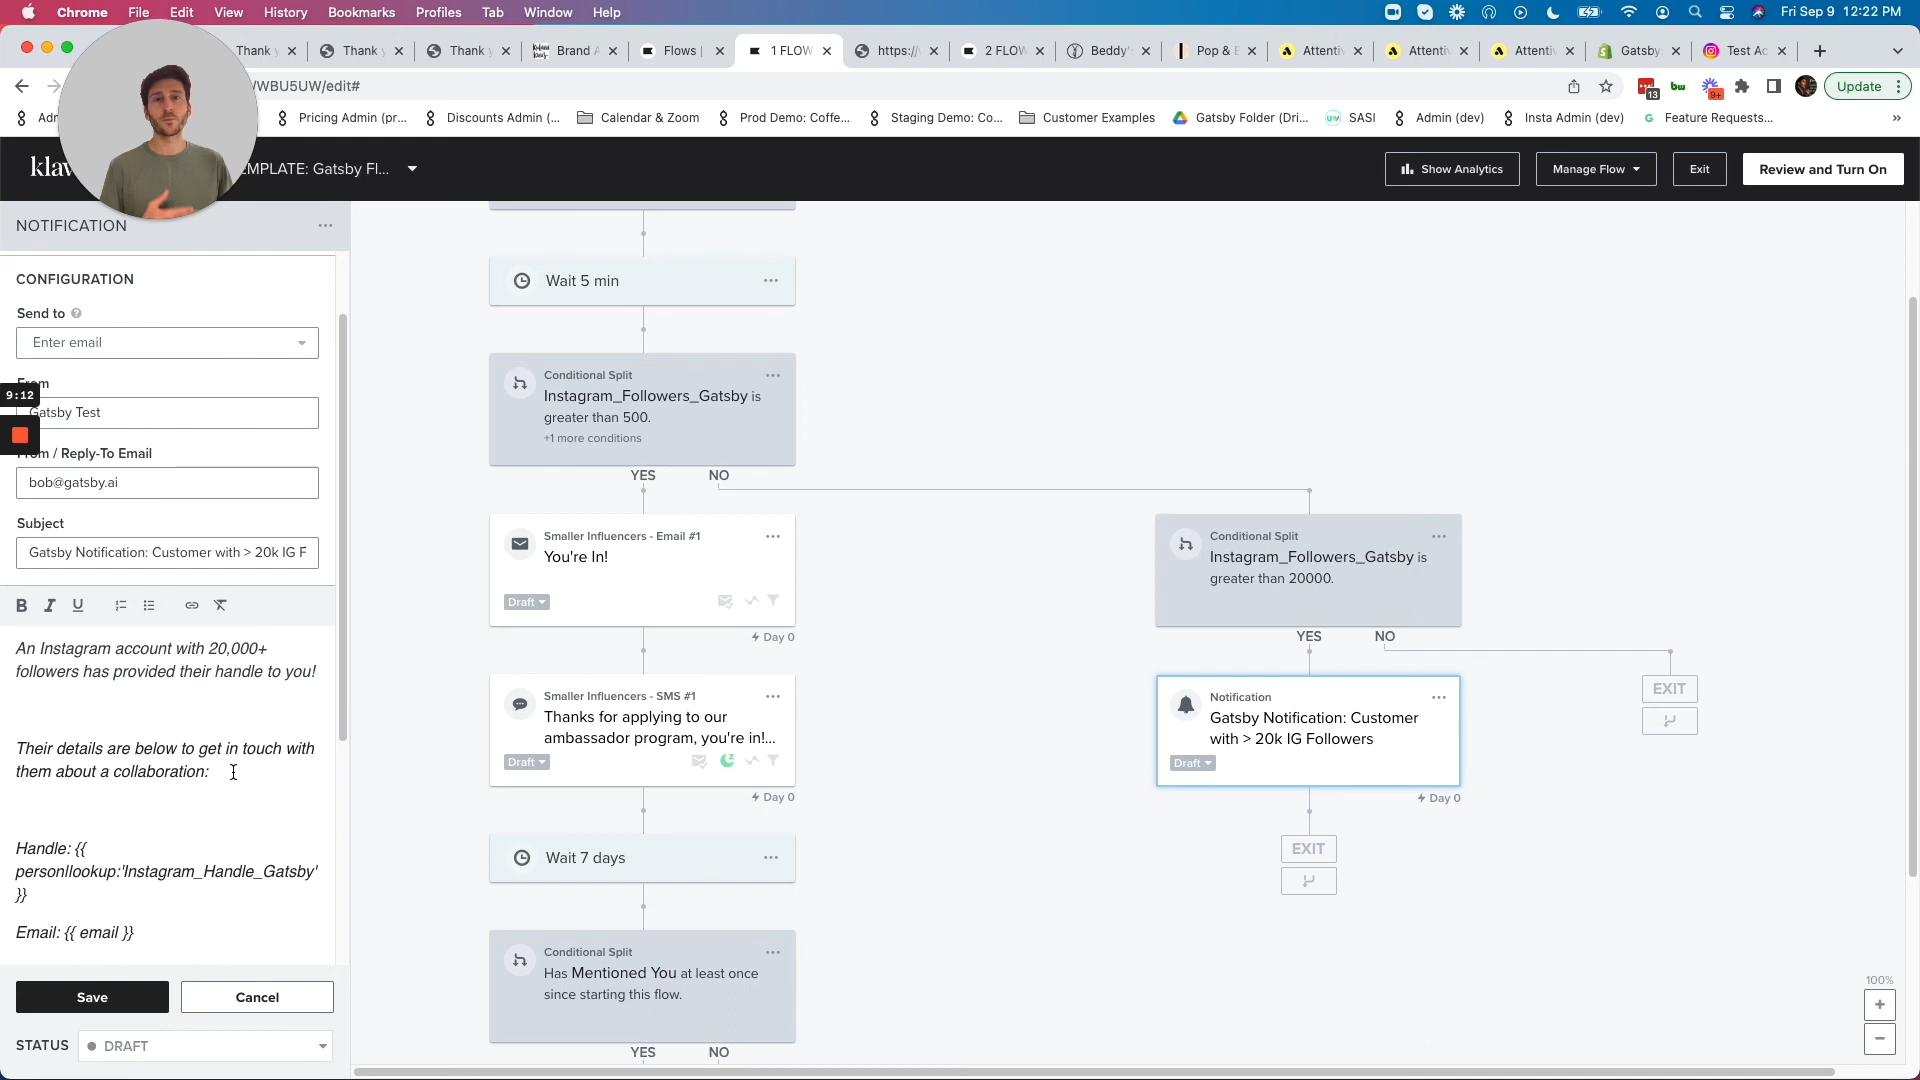 Chrome File Edit View History Bookmarks Profiles Tab Window Help
Fri Sep 9 12:22 PM
Thank
Thank
Thank
Brand
Flows
1 FLOW
https://
2 FLOW
Beddy'
Pop &
Attentiv
Attenti
Attenti
Gatsby
Test Ac
/WBU5UW/edit#
13
9+
Update
Pricing Admin (pr...
Discounts Admin (...
Calendar & Zoom
Prod Demo: Coffe...
Staging Demo: Co...
Customer Examples
Gatsby Folder (Dri...
SASI
Admin (dev)
Insta Admin (dev)
Feature Requests...
»
EMPLATE: Gatsby Fl...
Show Analytics
Manage Flow
Exit
Review and Turn On
NOTIFICATION
CONFIGURATION
Send to
Enter email
From
9:12
Gatsby Test
From / Reply-To Email
bob@gatsby.ai
Subject
Gatsby Notification: Customer with > 20k IG F
B I U
An Instagram account with 20,000+
followers has provided their handle to you!
Their details are below to get in touch with
them about a collaboration:
Handle: {{
person|lookup:'Instagram_Handle_Gatsby'
}}
Email: {{ email }}
Save
Cancel
STATUS
DRAFT
Wait 5 min
Conditional Split
Instagram_Followers_Gatsby is
greater than 500.
+1 more conditions
YES NO
Smaller Influencers - Email #1
You're In!
Draft
Day 0
Smaller Influencers - SMS #1
Thanks for applying to our
ambassador program, you're in!...
Draft
Day 0
Wait 7 days
Conditional Split
Has Mentioned You at least once
since starting this flow.
YES NO
Conditional Split
Instagram_Followers_Gatsby is
greater than 20000.
YES NO
Notification
Gatsby Notification: Customer
with > 20k IG Followers
Draft
Day 0
EXIT
EXIT
100%
+
−